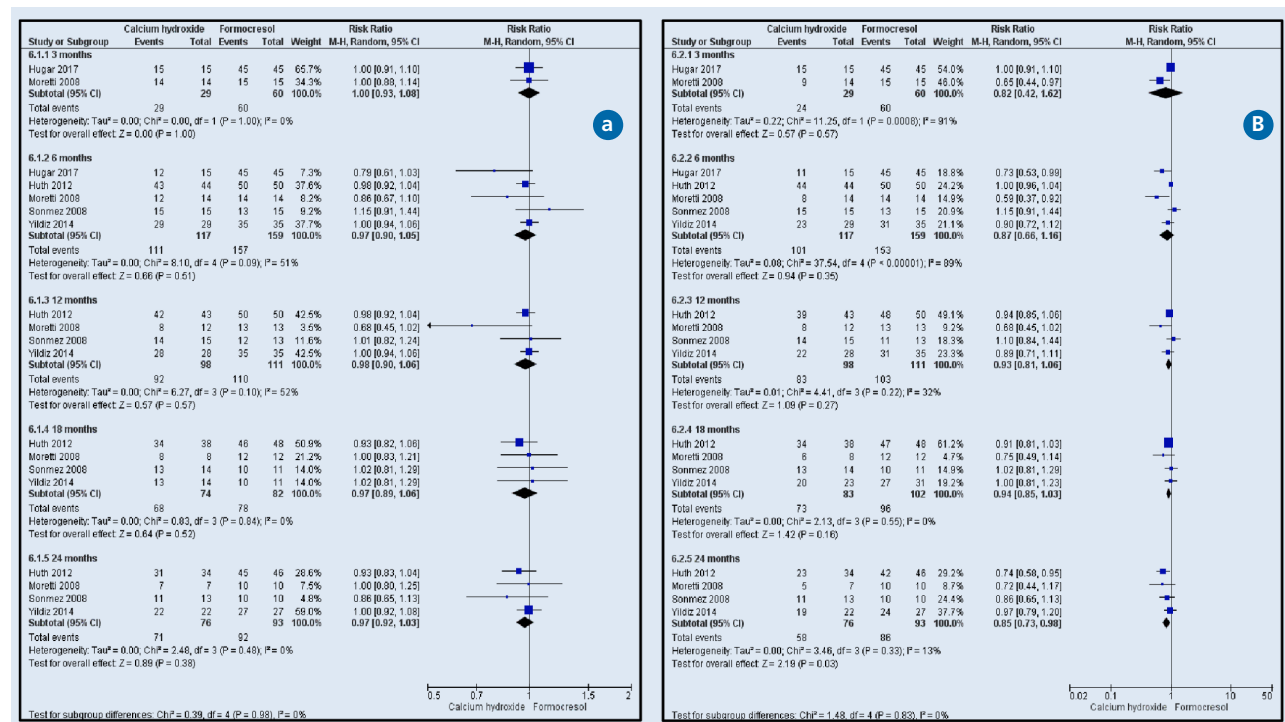 Calcium hydroxide Formocresol Risk Ratio Risk Ratio
Study or Subgroup Events Total Events Total Weight M-H, Random, 95% CI M-H, Random, 95% CI
6.1.1 3 months
Hugar 2017 15 15 45 45 65.7% 1.00 [0.91, 1.10]
Moretti 2008 14 14 15 15 34.3% 1.00 [0.88, 1.14]
Subtotal (95% CI) 29 60 100.0% 1.00 [0.93, 1.08]
Total events 29 60
Heterogeneity: Tau² = 0.00; Chi² = 0.00, df = 1 (P = 1.00); I² = 0%
Test for overall effect: Z = 0.00 (P = 1.00)
a
6.1.2 6 months
Hugar 2017 12 15 45 45 7.3% 0.79 [0.61, 1.03]
Huth 2012 43 44 50 50 37.6% 0.98 [0.92, 1.04]
Moretti 2008 12 14 14 14 8.3% 0.86 [0.67, 1.10]
Sonmez 2008 15 15 13 15 9.2% 1.15 [0.91, 1.44]
Yildiz 2014 29 29 35 35 37.7% 1.00 [0.94, 1.06]
Subtotal (95% CI) 117 159 100.0% 0.97 [0.90, 1.05]
Total events 111 157
Heterogeneity: Tau² = 0.00; Chi² = 8.10, df = 4 (P = 0.09); I² = 51%
Test for overall effect: Z = 0.66 (P = 0.51)
6.1.3 12 months
Huth 2012 42 43 50 50 42.5% 0.98 [0.92, 1.04]
Moretti 2008 8 12 13 13 3.5% 0.68 [0.45, 1.02]
Sonmez 2008 14 15 12 13 11.6% 1.01 [0.82, 1.24]
Yildiz 2014 28 28 35 35 42.5% 1.00 [0.94, 1.06]
Subtotal (95% CI) 98 111 100.0% 0.98 [0.90, 1.06]
Total events 92 110
Heterogeneity: Tau² = 0.00; Chi² = 6.27, df = 3 (P = 0.10); I² = 52%
Test for overall effect: Z = 0.57 (P = 0.57)
6.1.4 18 months
Huth 2012 34 38 46 48 50.9% 0.93 [0.82, 1.06]
Moretti 2008 8 8 12 12 21.2% 1.00 [0.83, 1.21]
Sonmez 2008 13 14 10 11 14.0% 1.02 [0.81, 1.29]
Yildiz 2014 13 14 10 11 14.0% 1.02 [0.81, 1.29]
Subtotal (95% CI) 74 82 100.0% 0.97 [0.89, 1.06]
Total events 68 78
Heterogeneity: Tau² = 0.00; Chi² = 0.83, df = 3 (P = 0.84); I² = 0%
Test for overall effect: Z = 0.64 (P = 0.52)
6.1.5 24 months
Huth 2012 31 34 45 46 28.6% 0.93 [0.83, 1.04]
Moretti 2008 7 7 10 10 7.5% 1.00 [0.80, 1.25]
Sonmez 2008 11 13 10 10 4.8% 0.86 [0.65, 1.13]
Yildiz 2014 22 22 27 27 59.0% 1.00 [0.92, 1.08]
Subtotal (95% CI) 76 93 100.0% 0.97 [0.92, 1.03]
Total events 71 92
Heterogeneity: Tau² = 0.00; Chi² = 2.48, df = 3 (P = 0.48); I² = 0%
Test for overall effect: Z = 0.89 (P = 0.38)
0.5 0.7 1 1.5 2
Calcium hydroxide Formocresol
Test for subgroup differences: Chi² = 0.39, df = 4 (P = 0.98), I² = 0%
Calcium hydroxide Formocresol Risk Ratio Risk Ratio
Study or Subgroup Events Total Events Total Weight M-H, Random, 95% CI M-H, Random, 95% CI
6.2.1 3 months
Hugar 2017 15 15 45 45 54.0% 1.00 [0.91, 1.10]
Moretti 2008 9 14 15 15 46.0% 0.65 [0.44, 0.97]
Subtotal (95% CI) 29 60 100.0% 0.82 [0.42, 1.62]
Total events 24 60
Heterogeneity: Tau² = 0.22; Chi² = 11.25, df = 1 (P = 0.0008); I² = 91%
Test for overall effect: Z = 0.57 (P = 0.57)
B
6.2.2 6 months
Hugar 2017 11 15 45 45 18.8% 0.73 [0.53, 0.99]
Huth 2012 44 44 50 50 24.2% 1.00 [0.96, 1.04]
Moretti 2008 8 14 14 14 14.9% 0.59 [0.37, 0.92]
Sonmez 2008 15 15 13 15 20.9% 1.15 [0.91, 1.44]
Yildiz 2014 23 29 31 35 21.1% 0.90 [0.72, 1.12]
Subtotal (95% CI) 117 159 100.0% 0.87 [0.66, 1.16]
Total events 101 153
Heterogeneity: Tau² = 0.08; Chi² = 37.54, df = 4 (P < 0.00001); I² = 89%
Test for overall effect: Z = 0.94 (P = 0.35)
6.2.3 12 months
Huth 2012 39 43 48 50 49.1% 0.94 [0.85, 1.06]
Moretti 2008 8 12 13 13 9.2% 0.68 [0.45, 1.02]
Sonmez 2008 14 15 11 13 18.3% 1.10 [0.84, 1.44]
Yildiz 2014 22 28 31 35 23.3% 0.89 [0.71, 1.11]
Subtotal (95% CI) 98 111 100.0% 0.93 [0.81, 1.06]
Total events 83 103
Heterogeneity: Tau² = 0.01; Chi² = 4.41, df = 3 (P = 0.22); I² = 32%
Test for overall effect: Z = 1.09 (P = 0.27)
6.2.4 18 months
Huth 2012 34 38 47 48 61.2% 0.91 [0.81, 1.03]
Moretti 2008 6 8 12 12 4.7% 0.75 [0.49, 1.14]
Sonmez 2008 13 14 10 11 14.9% 1.02 [0.81, 1.29]
Yildiz 2014 20 23 27 31 19.2% 1.00 [0.81, 1.23]
Subtotal (95% CI) 83 102 100.0% 0.94 [0.85, 1.03]
Total events 73 96
Heterogeneity: Tau² = 0.00; Chi² = 2.13, df = 3 (P = 0.55); I² = 0%
Test for overall effect: Z = 1.42 (P = 0.16)
6.2.5 24 months
Huth 2012 23 34 42 46 29.2% 0.74 [0.58, 0.95]
Moretti 2008 5 7 10 10 8.7% 0.72 [0.44, 1.17]
Sonmez 2008 11 13 10 10 24.4% 0.86 [0.65, 1.13]
Yildiz 2014 19 22 24 27 37.7% 0.97 [0.79, 1.20]
Subtotal (95% CI) 76 93 100.0% 0.85 [0.73, 0.98]
Total events 58 86
Heterogeneity: Tau² = 0.00; Chi² = 3.46, df = 3 (P = 0.33); I² = 13%
Test for overall effect: Z = 2.19 (P = 0.03)
0.02 0.1 1 10 50
Calcium hydroxide Formocresol
Test for subgroup differences: Chi² = 1.48, df = 4 (P = 0.83), I² = 0%